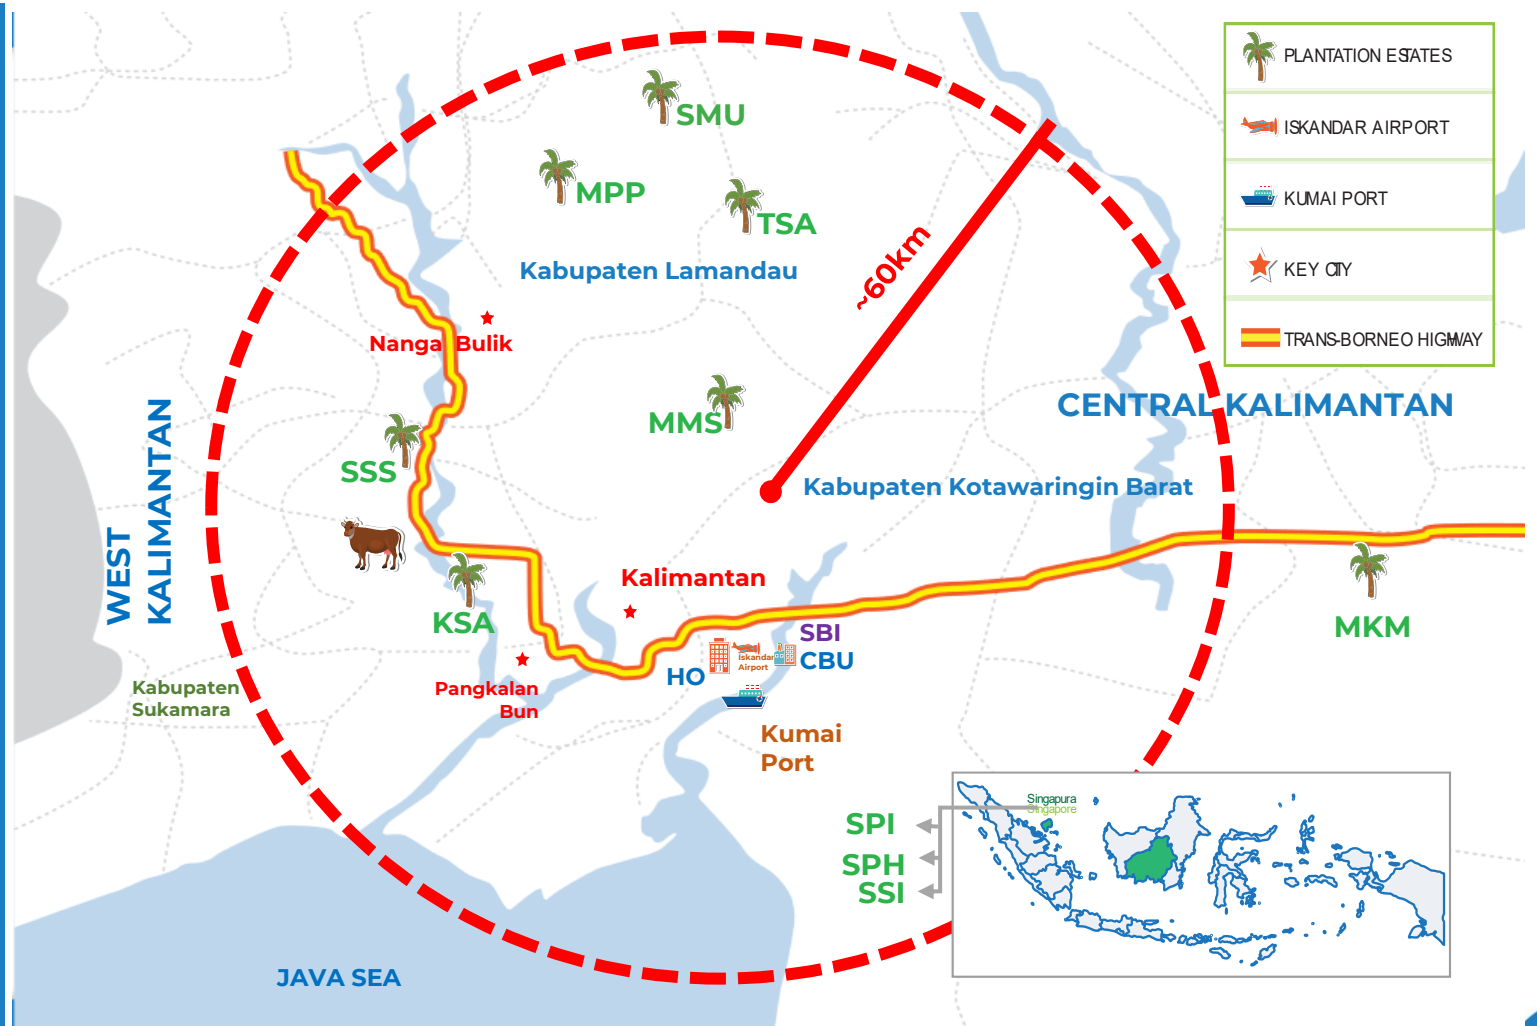 PLANTATION ESTATES
ISKANDAR AIRPORT
KUMAI PORT
KEY CITY
TRANS-BORNEO HIGHWAY
SMU
MPP
TSA
Kabupaten Lamandau
~60km
Nanga Bulik
CENTRAL KALIMANTAN
MMS
SSS
WEST
KALIMANTAN
Kabupaten Kotawaringin Barat
Kalimantan
KSA
MKM
SBI
CBU
Iskandar
Airport
HO
Kabupaten
Sukamara
Pangkalan
Bun
Kumai
Port
Singapura
Singapore
SPI
SPH
SSI
JAVA SEA